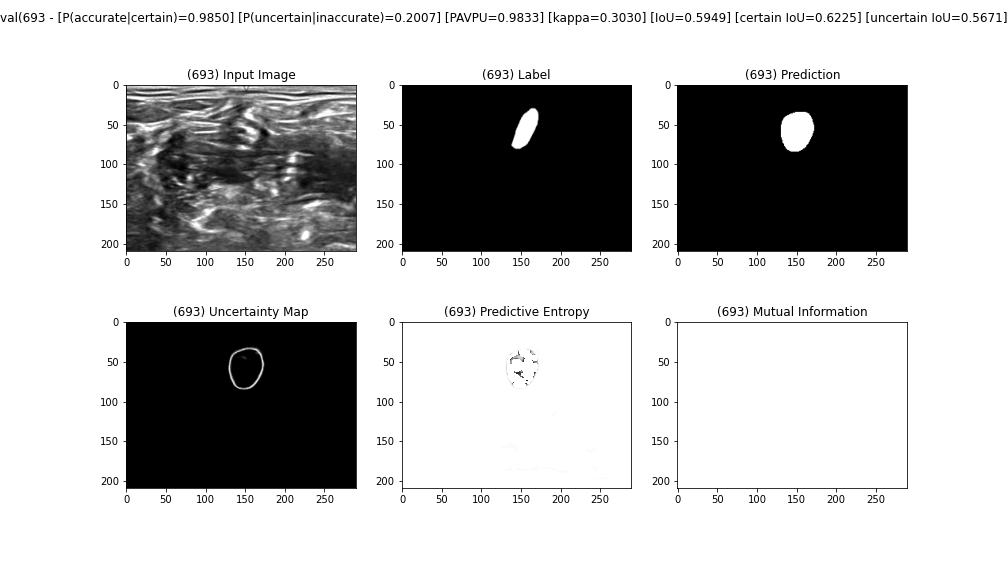 val(693 - [P(accurate|certain)=0.9850] [P(uncertain|inaccurate)=0.2007] [PAVPU=0.9833] [kappa=0.3030] [IoU=0.5949] [certain IoU=0.6225] [uncertain IoU=0.5671]
(693) Input Image
0
50
100
150
200
0 50 100 150 200 250
(693) Label
0
50
100
150
200
0 50 100 150 200 250
(693) Prediction
0
50
100
150
200
0 50 100 150 200 250
(693) Uncertainty Map
0
50
100
150
200
0 50 100 150 200 250
(693) Predictive Entropy
0
50
100
150
200
0 50 100 150 200 250
(693) Mutual Information
0
50
100
150
200
0 50 100 150 200 250